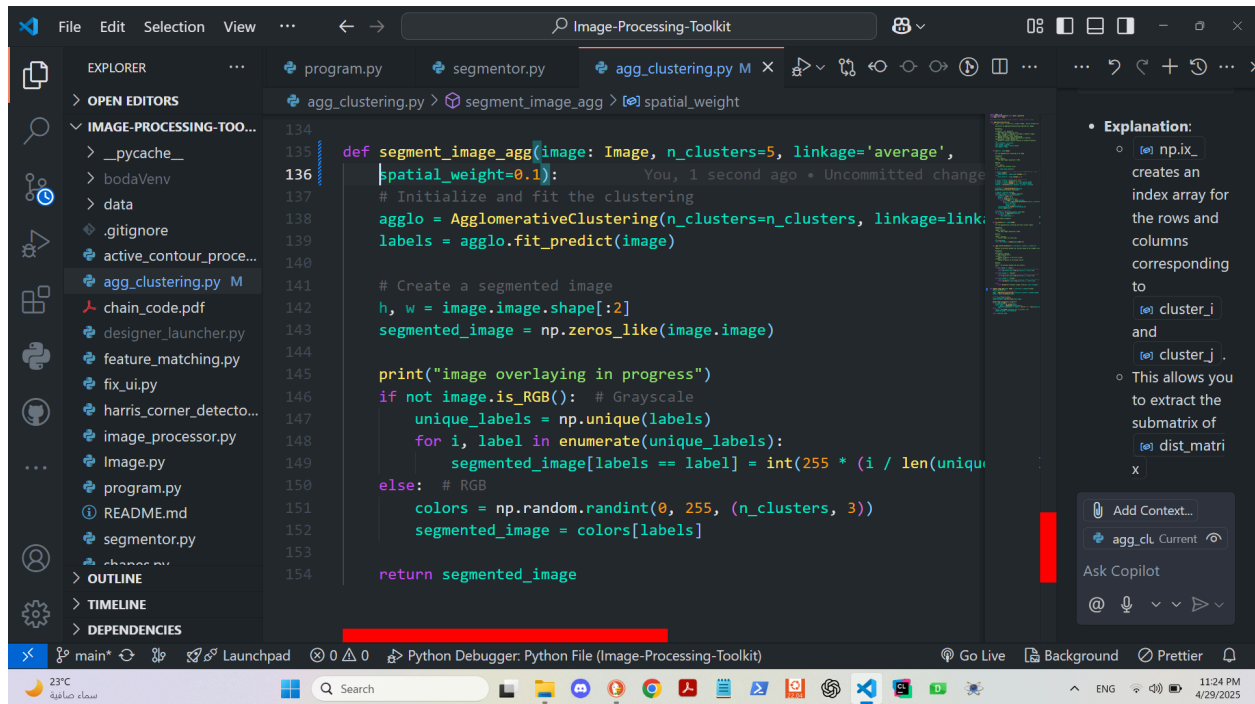 File Edit Selection View ··· Image-Processing-Toolkit
EXPLORER ···
OPEN EDITORS
IMAGE-PROCESSING-TOO...
__pycache__
bodaVenv
data
.gitignore
active_contour_proce...
agg_clustering.py M
chain_code.pdf
designer_launcher.py
feature_matching.py
fix_ui.py
harris_corner_detecto...
image_processor.py
Image.py
program.py
README.md
segmentor.py
shapes.py
OUTLINE
TIMELINE
DEPENDENCIES
program.py segmentor.py agg_clustering.py M
agg_clustering.py > segment_image_agg > spatial_weight
134
135 def segment_image_agg(image: Image, n_clusters=5, linkage='average',
136 spatial_weight=0.1): You, 1 second ago • Uncommitted change
137 # Initialize and fit the clustering
138 agglo = AgglomerativeClustering(n_clusters=n_clusters, linkage=link
139 labels = agglo.fit_predict(image)
140
141 # Create a segmented image
142 h, w = image.image.shape[:2]
143 segmented_image = np.zeros_like(image.image)
144
145 print("image overlaying in progress")
146 if not image.is_RGB(): # Grayscale
147 unique_labels = np.unique(labels)
148 for i, label in enumerate(unique_labels):
149 segmented_image[labels == label] = int(255 * (i / len(uniqu
150 else: # RGB
151 colors = np.random.randint(0, 255, (n_clusters, 3))
152 segmented_image = colors[labels]
153
154 return segmented_image
• Explanation:
np.ix_
creates an
index array for
the rows and
columns
corresponding
to
cluster_i
and
cluster_j .
This allows you
to extract the
submatrix of
dist_matri
x
Add Context...
agg_clu Current
Ask Copilot
@
main* Launchpad 0 0 Python Debugger: Python File (Image-Processing-Toolkit) Go Live Background Prettier
23°C
سماء صافية
Search
22.04
ENG
11:24 PM
4/29/2025